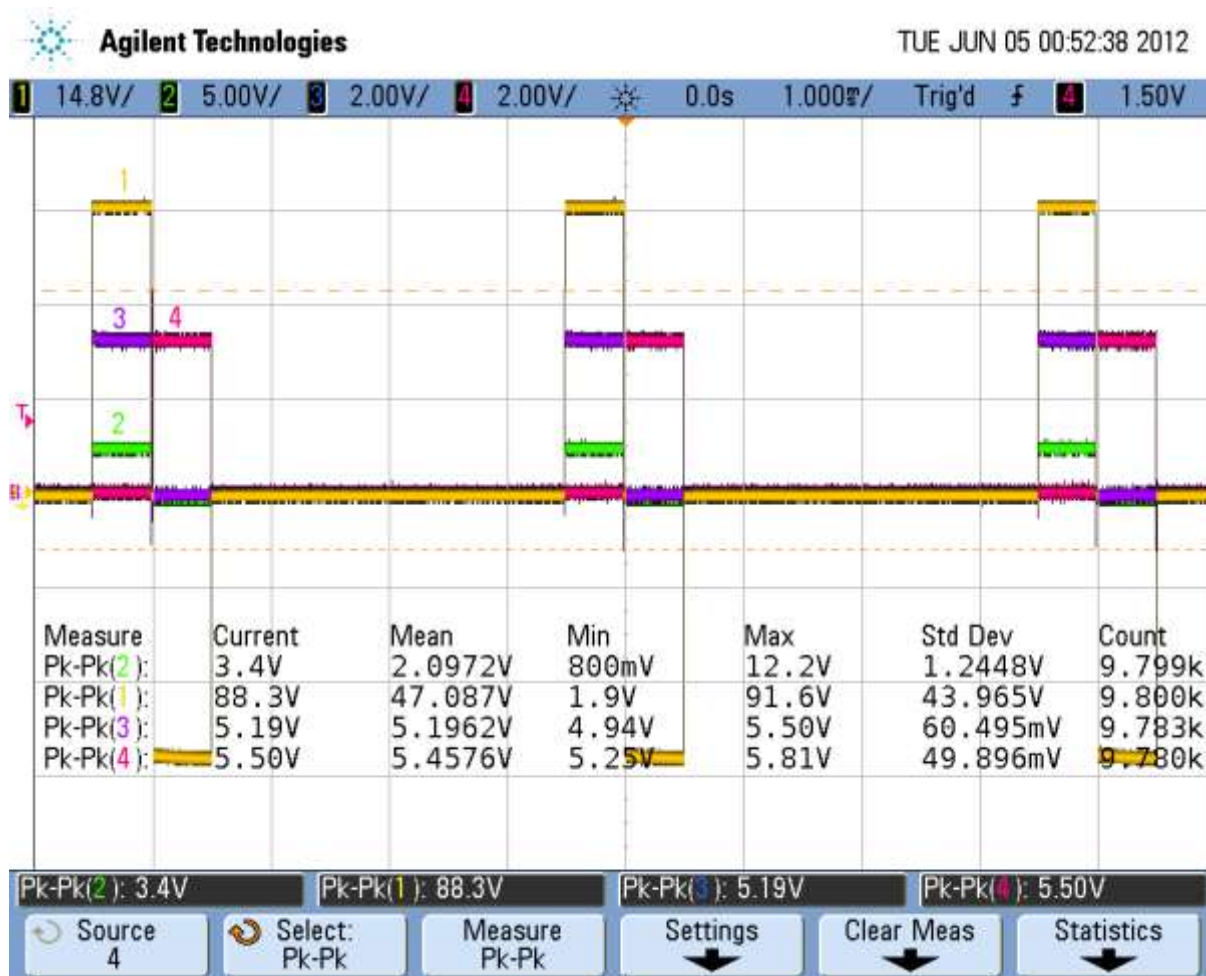 Agilent Technologies TUE JUN 05 00:52:38 2012
1 14.8V/ 2 5.00V/ 3 2.00V/ 4 2.00V/ 0.0s 1.000ms/ Trig'd 4 1.50V
1
3 4
2
T
Measure Current Mean Min Max Std Dev Count
Pk-Pk(2): 3.4V 2.0972V 800mV 12.2V 1.2448V 9.799k
Pk-Pk(1): 88.3V 47.087V 1.9V 91.6V 43.965V 9.800k
Pk-Pk(3): 5.19V 5.1962V 4.94V 5.50V 60.495mV 9.783k
Pk-Pk(4): 5.50V 5.4576V 5.25V 5.81V 49.896mV 9.780k
Pk-Pk(2): 3.4V Pk-Pk(1): 88.3V Pk-Pk(3): 5.19V Pk-Pk(4): 5.50V
Source Select: Measure Settings Clear Meas Statistics
4 Pk-Pk Pk-Pk